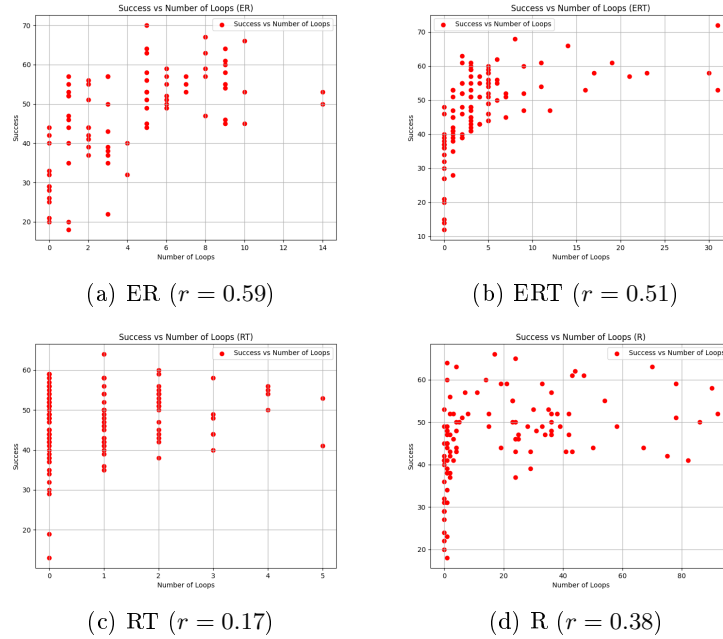 Success vs Number of Loops (ER)
Success vs Number of Loops
70
60
50
40
30
20
Success
0 2 4 6 8 10 12 14
Number of Loops
(a) ER (r = 0.59)
Success vs Number of Loops (ERT)
Success vs Number of Loops
70
60
50
40
30
20
10
Success
0 5 10 15 20 25 30
Number of Loops
(b) ERT (r = 0.51)
Success vs Number of Loops (RT)
Success vs Number of Loops
60
50
40
30
20
Success
0 1 2 3 4 5
Number of Loops
(c) RT (r = 0.17)
Success vs Number of Loops (R)
Success vs Number of Loops
60
50
40
30
20
Success
0 20 40 60 80
Number of Loops
(d) R (r = 0.38)